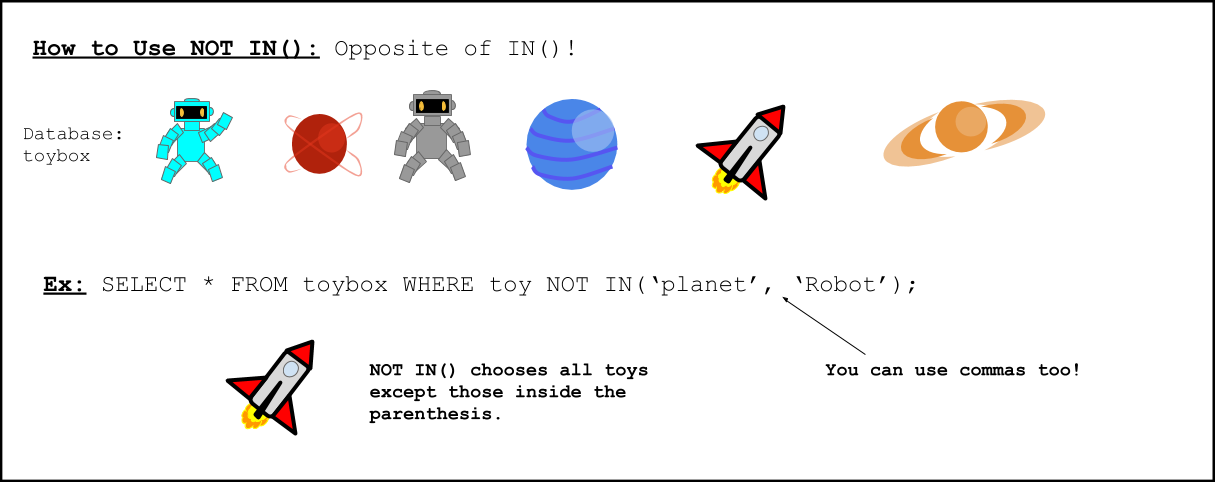 How to Use NOT IN(): Opposite of IN()!
Database:
toybox
Ex: SELECT * FROM toybox WHERE toy NOT IN(‘planet’, ‘Robot’);
NOT IN() chooses all toys
except those inside the
parenthesis.
You can use commas too!